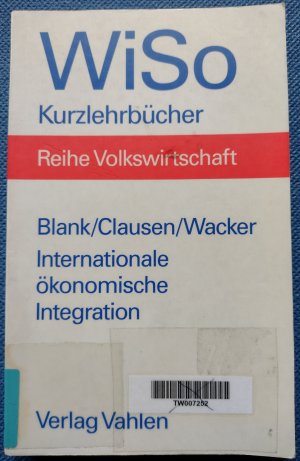 WiSo
Kurzlehrbücher
Reihe Volkswirtschaft
Blank/Clausen/Wacker
Internationale
ökonomische
Integration
TW007252
Verlag Vahlen